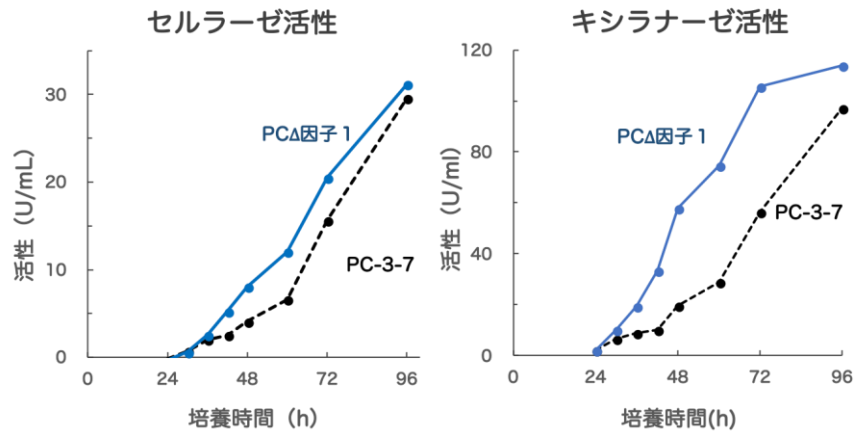 セルラーゼ活性
活性（U/mL）
30
20
10
0
0
24
48
72
96
培養時間（h）
PCΔ因子1
PC-3-7
キシラナーゼ活性
活性（U/ml）
120
80
40
0
0
24
48
72
96
培養時間(h)
PCΔ因子1
PC-3-7